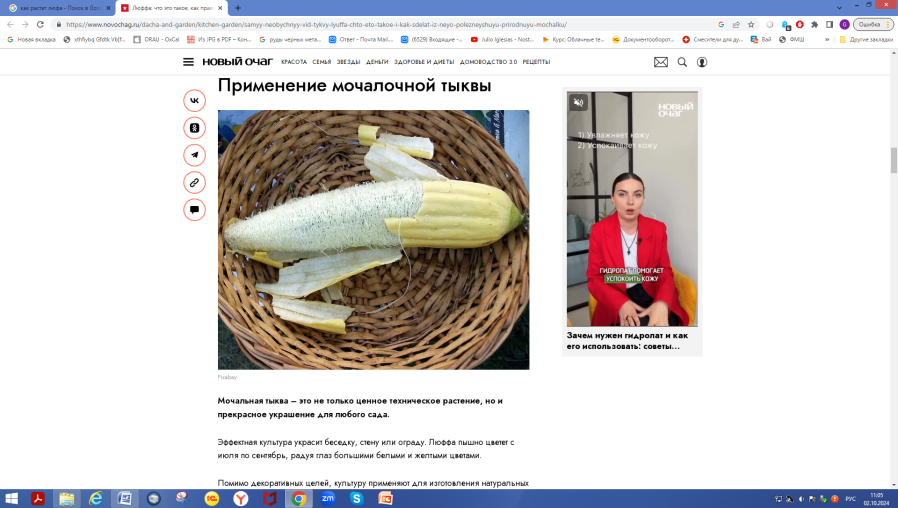 как растет люфа - Поиск в Goo
Люффа: что это такое, как прав
https://www.novochag.ru/dacha-and-garden/kitchen-garden/samyy-neobychnyy-vid-tykvy-lyuffa-chto-eto-takoe-i-kak-sdelat-iz-neyo-polezneyshuyu-prirodnuyu-mochalku/
Ошибка
Новая вкладка
xthflybq Gfdtk V6(f...
ORAU - OxCal
Из JPG в PDF – Кон...
руды черных мета...
Ответ – Почта Mail...
(6529) Входящие -...
Julio Iglesias - Nost...
Курс: Облачные те...
Документооборот...
Смесители для ду...
Вай
ФМШ
»
Другие закладки
НОВЫЙ ОЧАГ
КРАСОТА СЕМЬЯ ЗВЕЗДЫ ДЕНЬГИ ЗДОРОВЬЕ И ДИЕТЫ ДОМОВОДСТВО 3.0 РЕЦЕПТЫ
Применение мочалочной тыквы
Pixabay
Мочальная тыква – это не только ценное техническое растение, но и
прекрасное украшение для любого сада.
Эффектная культура украсит беседку, стену или ограду. Люффа пышно цветет с
июля по сентябрь, радуя глаз большими белыми и желтыми цветами.
Помимо декоративных целей, культуру применяют для изготовления натуральных
НОВЫЙ
ОЧАГ
1) Увлажняет кожу
2) Успокаивает кожу
ГИДРОЛАТ ПОМОГАЕТ
УСПОКОИТЬ КОЖУ
Зачем нужен гидролат и как
его использовать: советы...
РУС
11:05
02.10.2024